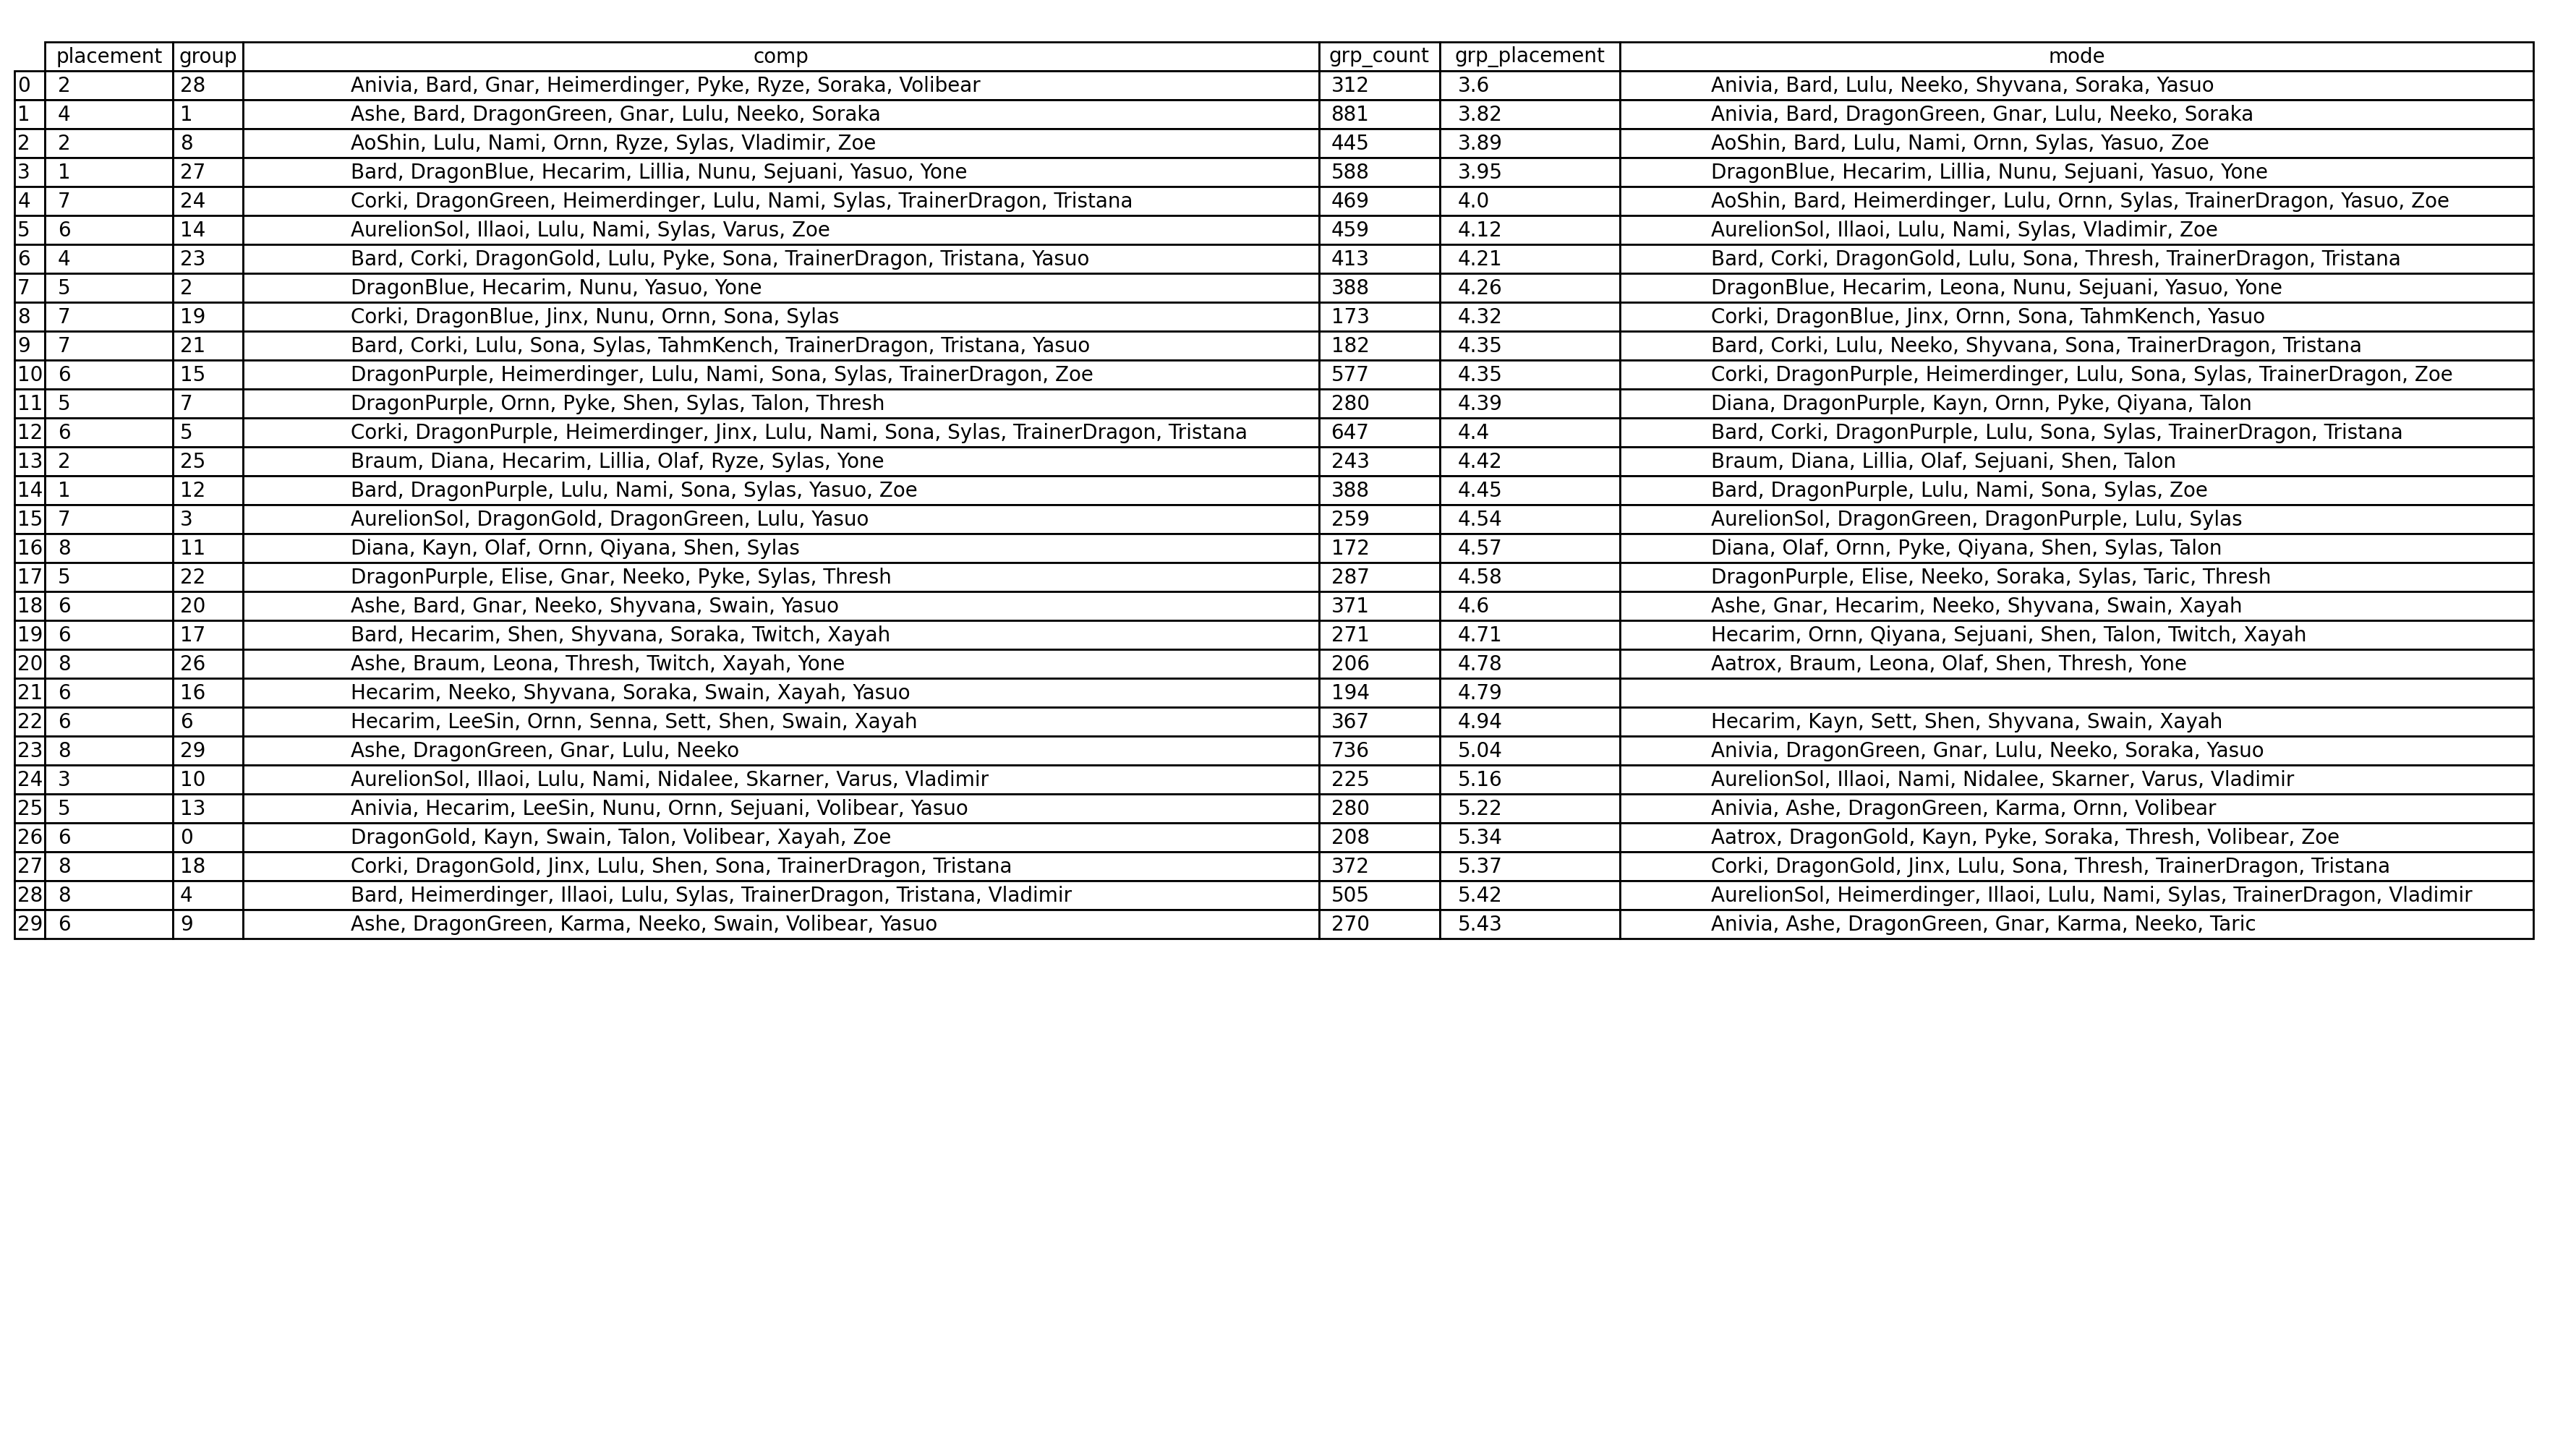 placement group comp grp_count grp_placement mode
0 2 28 Anivia, Bard, Gnar, Heimerdinger, Pyke, Ryze, Soraka, Volibear 312 3.6 Anivia, Bard, Lulu, Neeko, Shyvana, Soraka, Yasuo
1 4 1 Ashe, Bard, DragonGreen, Gnar, Lulu, Neeko, Soraka 881 3.82 Anivia, Bard, DragonGreen, Gnar, Lulu, Neeko, Soraka
2 2 8 AoShin, Lulu, Nami, Ornn, Ryze, Sylas, Vladimir, Zoe 445 3.89 AoShin, Bard, Lulu, Nami, Ornn, Sylas, Yasuo, Zoe
3 1 27 Bard, DragonBlue, Hecarim, Lillia, Nunu, Sejuani, Yasuo, Yone 588 3.95 DragonBlue, Hecarim, Lillia, Nunu, Sejuani, Yasuo, Yone
4 7 24 Corki, DragonGreen, Heimerdinger, Lulu, Nami, Sylas, TrainerDragon, Tristana 469 4.0 AoShin, Bard, Heimerdinger, Lulu, Ornn, Sylas, TrainerDragon, Yasuo, Zoe
5 6 14 AurelionSol, Illaoi, Lulu, Nami, Sylas, Varus, Zoe 459 4.12 AurelionSol, Illaoi, Lulu, Nami, Sylas, Vladimir, Zoe
6 4 23 Bard, Corki, DragonGold, Lulu, Pyke, Sona, TrainerDragon, Tristana, Yasuo 413 4.21 Bard, Corki, DragonGold, Lulu, Sona, Thresh, TrainerDragon, Tristana
7 5 2 DragonBlue, Hecarim, Nunu, Yasuo, Yone 388 4.26 DragonBlue, Hecarim, Leona, Nunu, Sejuani, Yasuo, Yone
8 7 19 Corki, DragonBlue, Jinx, Nunu, Ornn, Sona, Sylas 173 4.32 Corki, DragonBlue, Jinx, Ornn, Sona, TahmKench, Yasuo
9 7 21 Bard, Corki, Lulu, Sona, Sylas, TahmKench, TrainerDragon, Tristana, Yasuo 182 4.35 Bard, Corki, Lulu, Neeko, Shyvana, Sona, TrainerDragon, Tristana
10 6 15 DragonPurple, Heimerdinger, Lulu, Nami, Sona, Sylas, TrainerDragon, Zoe 577 4.35 Corki, DragonPurple, Heimerdinger, Lulu, Sona, Sylas, TrainerDragon, Zoe
11 5 7 DragonPurple, Ornn, Pyke, Shen, Sylas, Talon, Thresh 280 4.39 Diana, DragonPurple, Kayn, Ornn, Pyke, Qiyana, Talon
12 6 5 Corki, DragonPurple, Heimerdinger, Jinx, Lulu, Nami, Sona, Sylas, TrainerDragon, Tristana 647 4.4 Bard, Corki, DragonPurple, Lulu, Sona, Sylas, TrainerDragon, Tristana
13 2 25 Braum, Diana, Hecarim, Lillia, Olaf, Ryze, Sylas, Yone 243 4.42 Braum, Diana, Lillia, Olaf, Sejuani, Shen, Talon
14 1 12 Bard, DragonPurple, Lulu, Nami, Sona, Sylas, Yasuo, Zoe 388 4.45 Bard, DragonPurple, Lulu, Nami, Sona, Sylas, Zoe
15 7 3 AurelionSol, DragonGold, DragonGreen, Lulu, Yasuo 259 4.54 AurelionSol, DragonGreen, DragonPurple, Lulu, Sylas
16 8 11 Diana, Kayn, Olaf, Ornn, Qiyana, Shen, Sylas 172 4.57 Diana, Olaf, Ornn, Pyke, Qiyana, Shen, Sylas, Talon
17 5 22 DragonPurple, Elise, Gnar, Neeko, Pyke, Sylas, Thresh 287 4.58 DragonPurple, Elise, Neeko, Soraka, Sylas, Taric, Thresh
18 6 20 Ashe, Bard, Gnar, Neeko, Shyvana, Swain, Yasuo 371 4.6 Ashe, Gnar, Hecarim, Neeko, Shyvana, Swain, Xayah
19 6 17 Bard, Hecarim, Shen, Shyvana, Soraka, Twitch, Xayah 271 4.71 Hecarim, Ornn, Qiyana, Sejuani, Shen, Talon, Twitch, Xayah
20 8 26 Ashe, Braum, Leona, Thresh, Twitch, Xayah, Yone 206 4.78 Aatrox, Braum, Leona, Olaf, Shen, Thresh, Yone
21 6 16 Hecarim, Neeko, Shyvana, Soraka, Swain, Xayah, Yasuo 194 4.79
22 6 6 Hecarim, LeeSin, Ornn, Senna, Sett, Shen, Swain, Xayah 367 4.94 Hecarim, Kayn, Sett, Shen, Shyvana, Swain, Xayah
23 8 29 Ashe, DragonGreen, Gnar, Lulu, Neeko 736 5.04 Anivia, DragonGreen, Gnar, Lulu, Neeko, Soraka, Yasuo
24 3 10 AurelionSol, Illaoi, Lulu, Nami, Nidalee, Skarner, Varus, Vladimir 225 5.16 AurelionSol, Illaoi, Nami, Nidalee, Skarner, Varus, Vladimir
25 5 13 Anivia, Hecarim, LeeSin, Nunu, Ornn, Sejuani, Volibear, Yasuo 280 5.22 Anivia, Ashe, DragonGreen, Karma, Ornn, Volibear
26 6 0 DragonGold, Kayn, Swain, Talon, Volibear, Xayah, Zoe 208 5.34 Aatrox, DragonGold, Kayn, Pyke, Soraka, Thresh, Volibear, Zoe
27 8 18 Corki, DragonGold, Jinx, Lulu, Shen, Sona, TrainerDragon, Tristana 372 5.37 Corki, DragonGold, Jinx, Lulu, Sona, Thresh, TrainerDragon, Tristana
28 8 4 Bard, Heimerdinger, Illaoi, Lulu, Sylas, TrainerDragon, Tristana, Vladimir 505 5.42 AurelionSol, Heimerdinger, Illaoi, Lulu, Nami, Sylas, TrainerDragon, Vladimir
29 6 9 Ashe, DragonGreen, Karma, Neeko, Swain, Volibear, Yasuo 270 5.43 Anivia, Ashe, DragonGreen, Gnar, Karma, Neeko, Taric